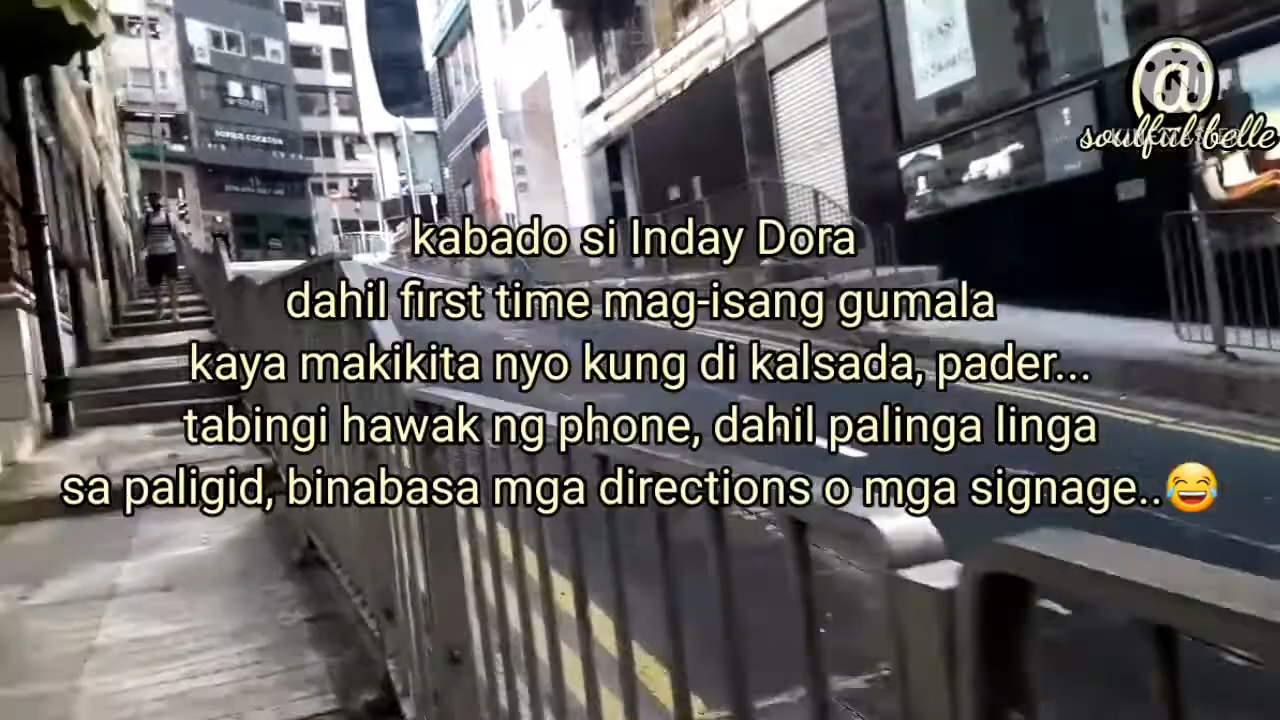 @
soulful belle
kabado si Inday Dora
dahil first time mag-isang gumala
kaya makikita nyo kung di kalsada, pader...
tabingi hawak ng phone, dahil palinga linga
sa paligid, binabasa mga directions o mga signage..😂